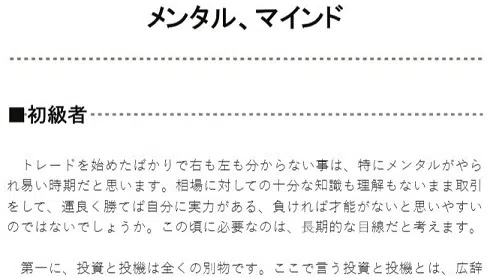 メンタル、マインド
■初級者
トレードを始めたばかりで右も左も分からない事は、特にメンタルがやら
れ易い時期だと思います。相場に対しての十分な知識も理解もないまま取引
をして、運良く勝てば自分に実力がある、負ければ才能がないと思いやすい
のではないでしょうか。この頃に必要なのは、長期的な目線だと考えます。
第一に、投資と投機は全くの別物です。ここで言う投資と投機とは、広辞